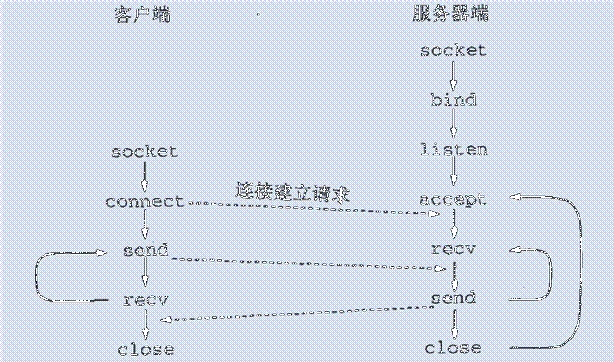 客户端
服务器端
socket
bind
socket
listen
connect
连接建立请求
accept
send
recv
recv
send
close
close